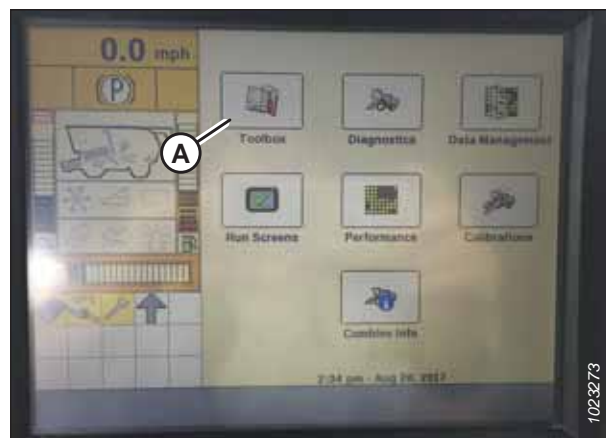 0.0 mph
(P)
A
Toolbox
Diagnostics
Data Management
Run Screens
Performance
Calibrations
Combine Info
2:34 pm - Aug 24, 2017
1023273